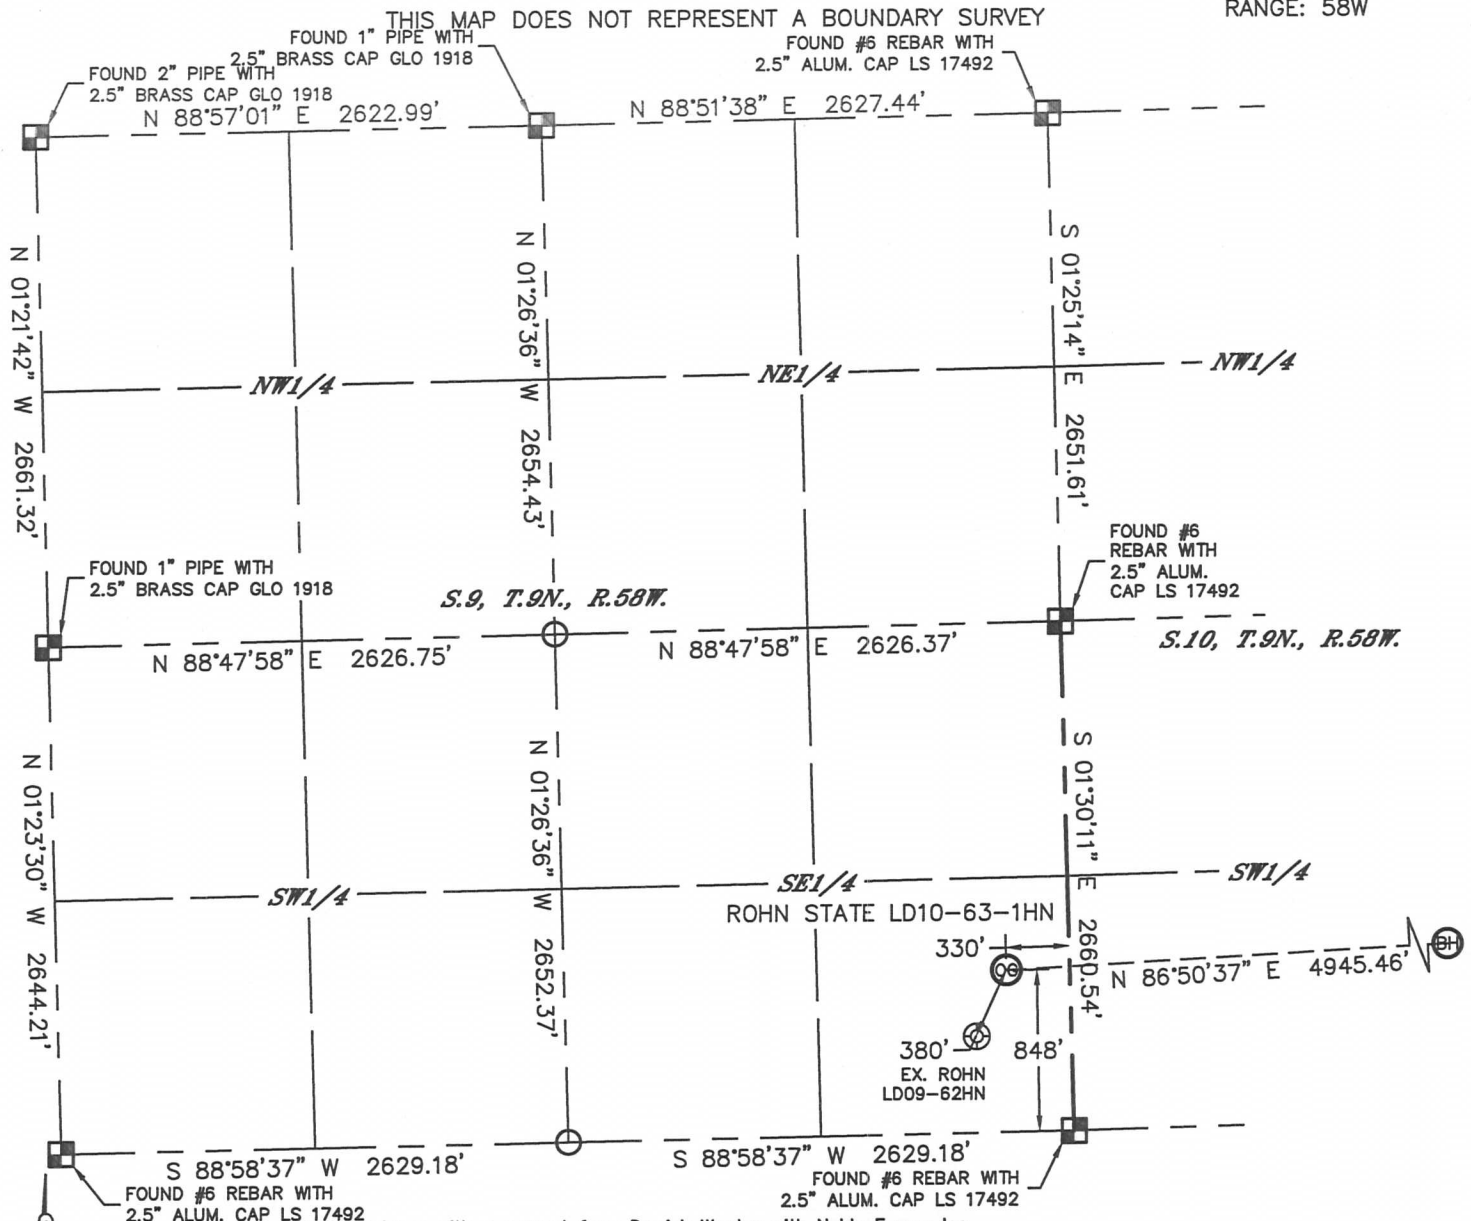 RANGE: 58W
THIS MAP DOES NOT REPRESENT A BOUNDARY SURVEY
FOUND 1" PIPE WITH
2.5" BRASS CAP GLO 1918
FOUND #6 REBAR WITH
2.5" ALUM. CAP LS 17492
FOUND 2" PIPE WITH
2.5" BRASS CAP GLO 1918
N 88°57'01" E 2622.99'
N 88°51'38" E 2627.44'
N 01°21'42" W 2661.32'
N 01°26'36" W 2654.43'
S 01°25'14" E 2651.61'
NW1/4
NE1/4
NW1/4
FOUND 1" PIPE WITH
2.5" BRASS CAP GLO 1918
S.9, T.9N., R.58W.
FOUND #6
REBAR WITH
2.5" ALUM.
CAP LS 17492
S.10, T.9N., R.58W.
N 88°47'58" E 2626.75'
N 88°47'58" E 2626.37'
N 01°23'30" W 2644.21'
N 01°26'36" W 2652.37'
S 01°30'11" E 2660.54'
SW1/4
SE1/4
SW1/4
ROHN STATE LD10-63-1HN
330'
OG
BH
N 86°50'37" E 4945.46'
380'
848'
EX. ROHN
LD09-62HN
S 88°58'37" W 2629.18'
S 88°58'37" W 2629.18'
FOUND #6 REBAR WITH
2.5" ALUM. CAP LS 17492
FOUND #6 REBAR WITH
2.5" ALUM. CAP LS 17492